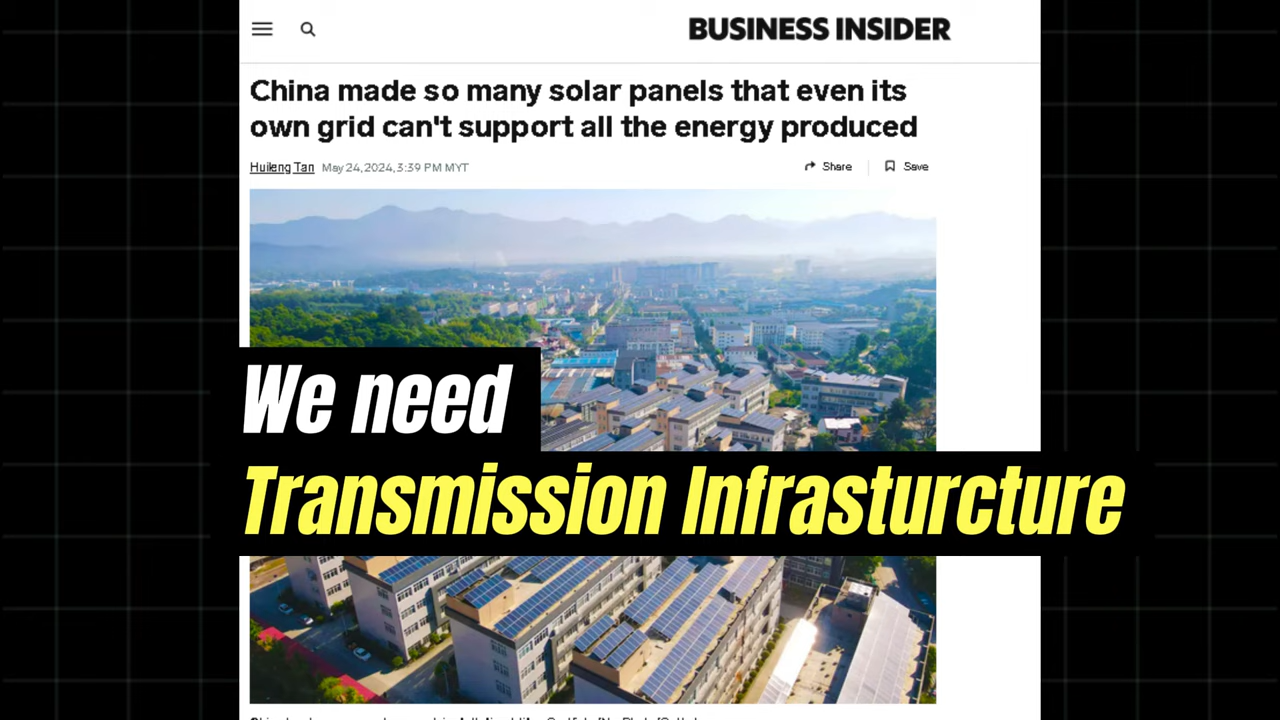 BUSINESS INSIDER
China made so many solar panels that even its
own grid can't support all the energy produced
Huileng Tan May 24, 2024, 3:39 PM MYT
Share Save
We need
Transmission Infrasturcture